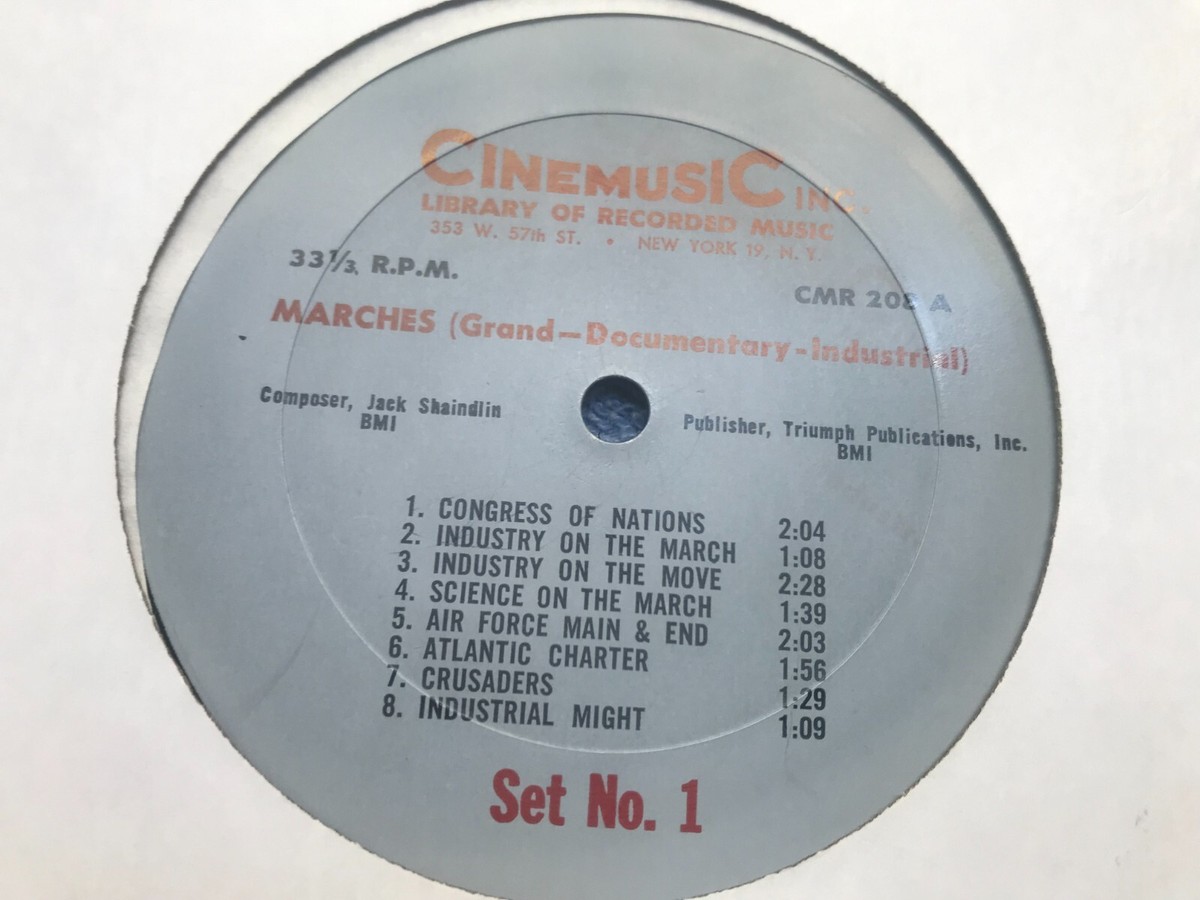 CINEMUSIC INC.
LIBRARY OF RECORDED MUSIC
353 W. 57th ST. • NEW YORK 19, N. Y.
33⅓ R.P.M.
CMR 208 A
MARCHES (Grand—Documentary-Industrial)
Composer, Jack Shaindlin
BMI
Publisher, Triumph Publications, Inc.
BMI
1. CONGRESS OF NATIONS 2:04
2. INDUSTRY ON THE MARCH 1:08
3. INDUSTRY ON THE MOVE 2:28
4. SCIENCE ON THE MARCH 1:39
5. AIR FORCE MAIN & END 2:03
6. ATLANTIC CHARTER 1:56
7. CRUSADERS 1:29
8. INDUSTRIAL MIGHT 1:09
Set No. 1